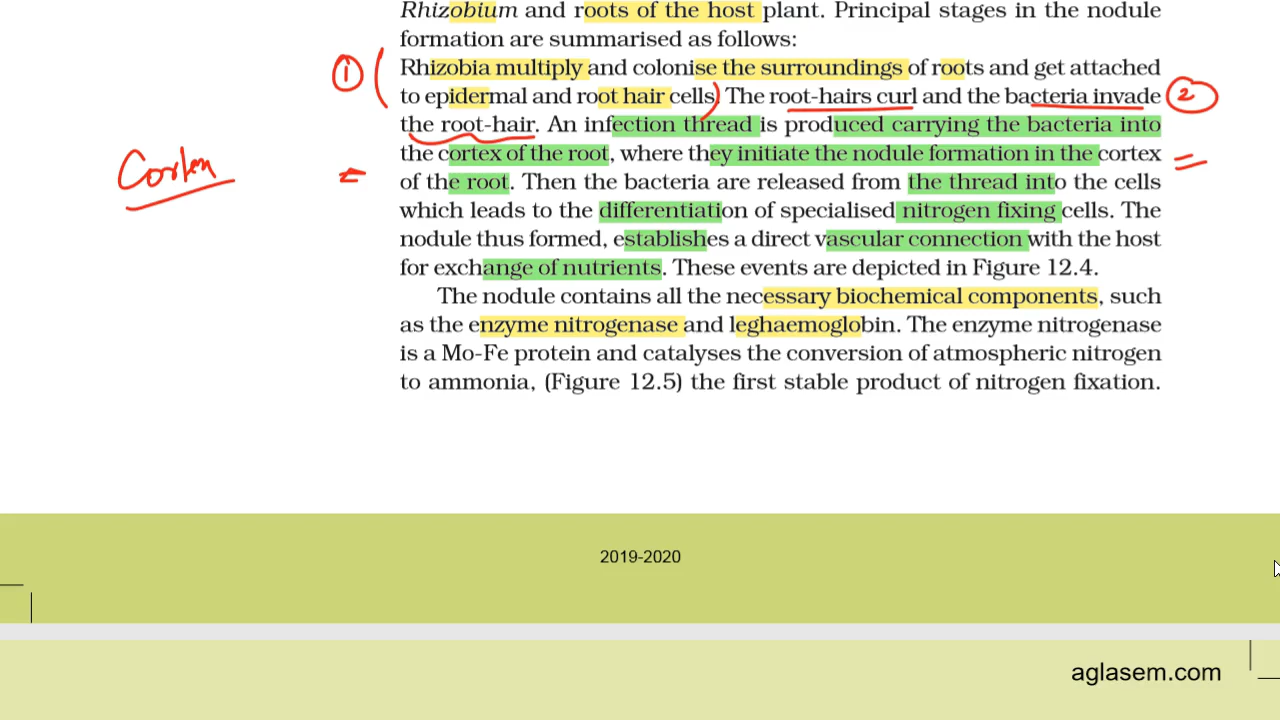 Rhizobium and roots of the host plant. Principal stages in the nodule
formation are summarised as follows:
① ( Rhizobia multiply and colonise the surroundings of roots and get attached
to epidermal and root hair cells.) The root-hairs curl and the bacteria invade ②
the root-hair. An infection thread is produced carrying the bacteria into
Cortex = the cortex of the root, where they initiate the nodule formation in the cortex =
of the root. Then the bacteria are released from the thread into the cells
which leads to the differentiation of specialised nitrogen fixing cells. The
nodule thus formed, establishes a direct vascular connection with the host
for exchange of nutrients. These events are depicted in Figure 12.4.
The nodule contains all the necessary biochemical components, such
as the enzyme nitrogenase and leghaemoglobin. The enzyme nitrogenase
is a Mo-Fe protein and catalyses the conversion of atmospheric nitrogen
to ammonia, (Figure 12.5) the first stable product of nitrogen fixation.
2019-2020
aglasem.com